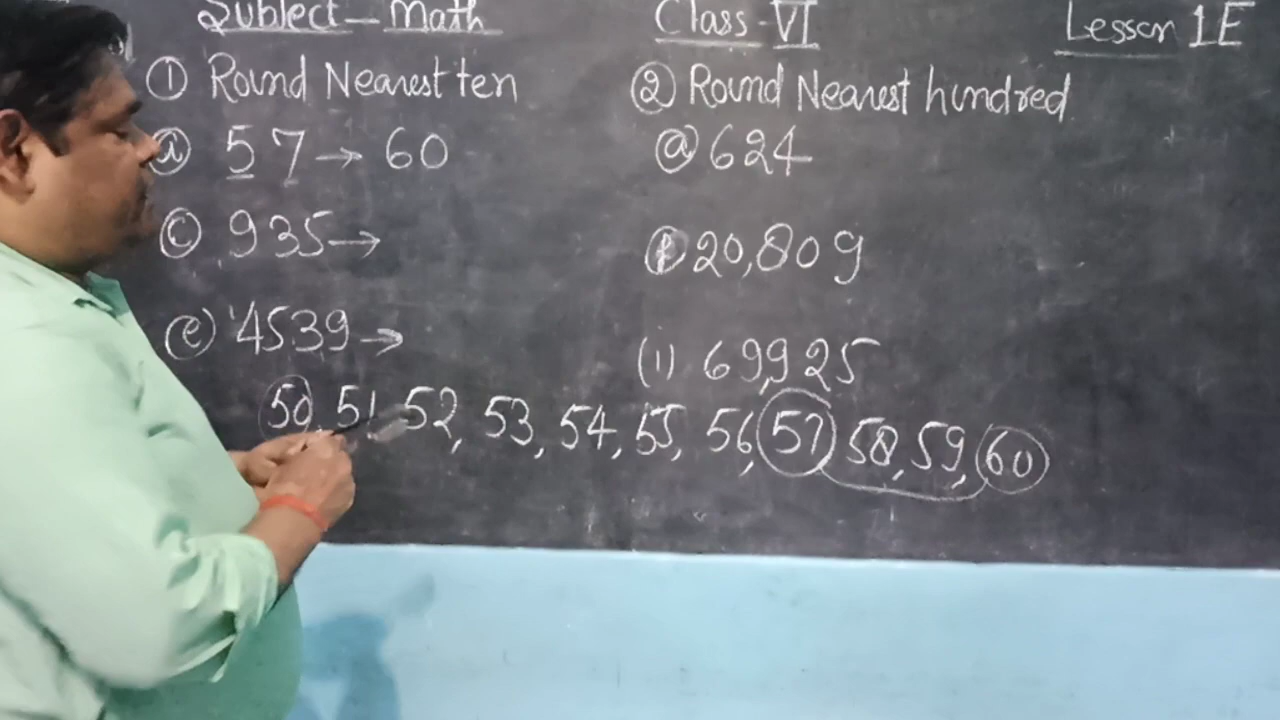 Subject - Math Class - VI Lesson 1E
① Round Nearest ten
ⓐ 57 → 60
ⓒ 935 →
ⓔ 4539 →
② Round Nearest hundred
ⓐ 624
ⓕ 20,809
(i) 69,925
50, 51, 52, 53, 54, 55, 56, 57 58, 59, 60